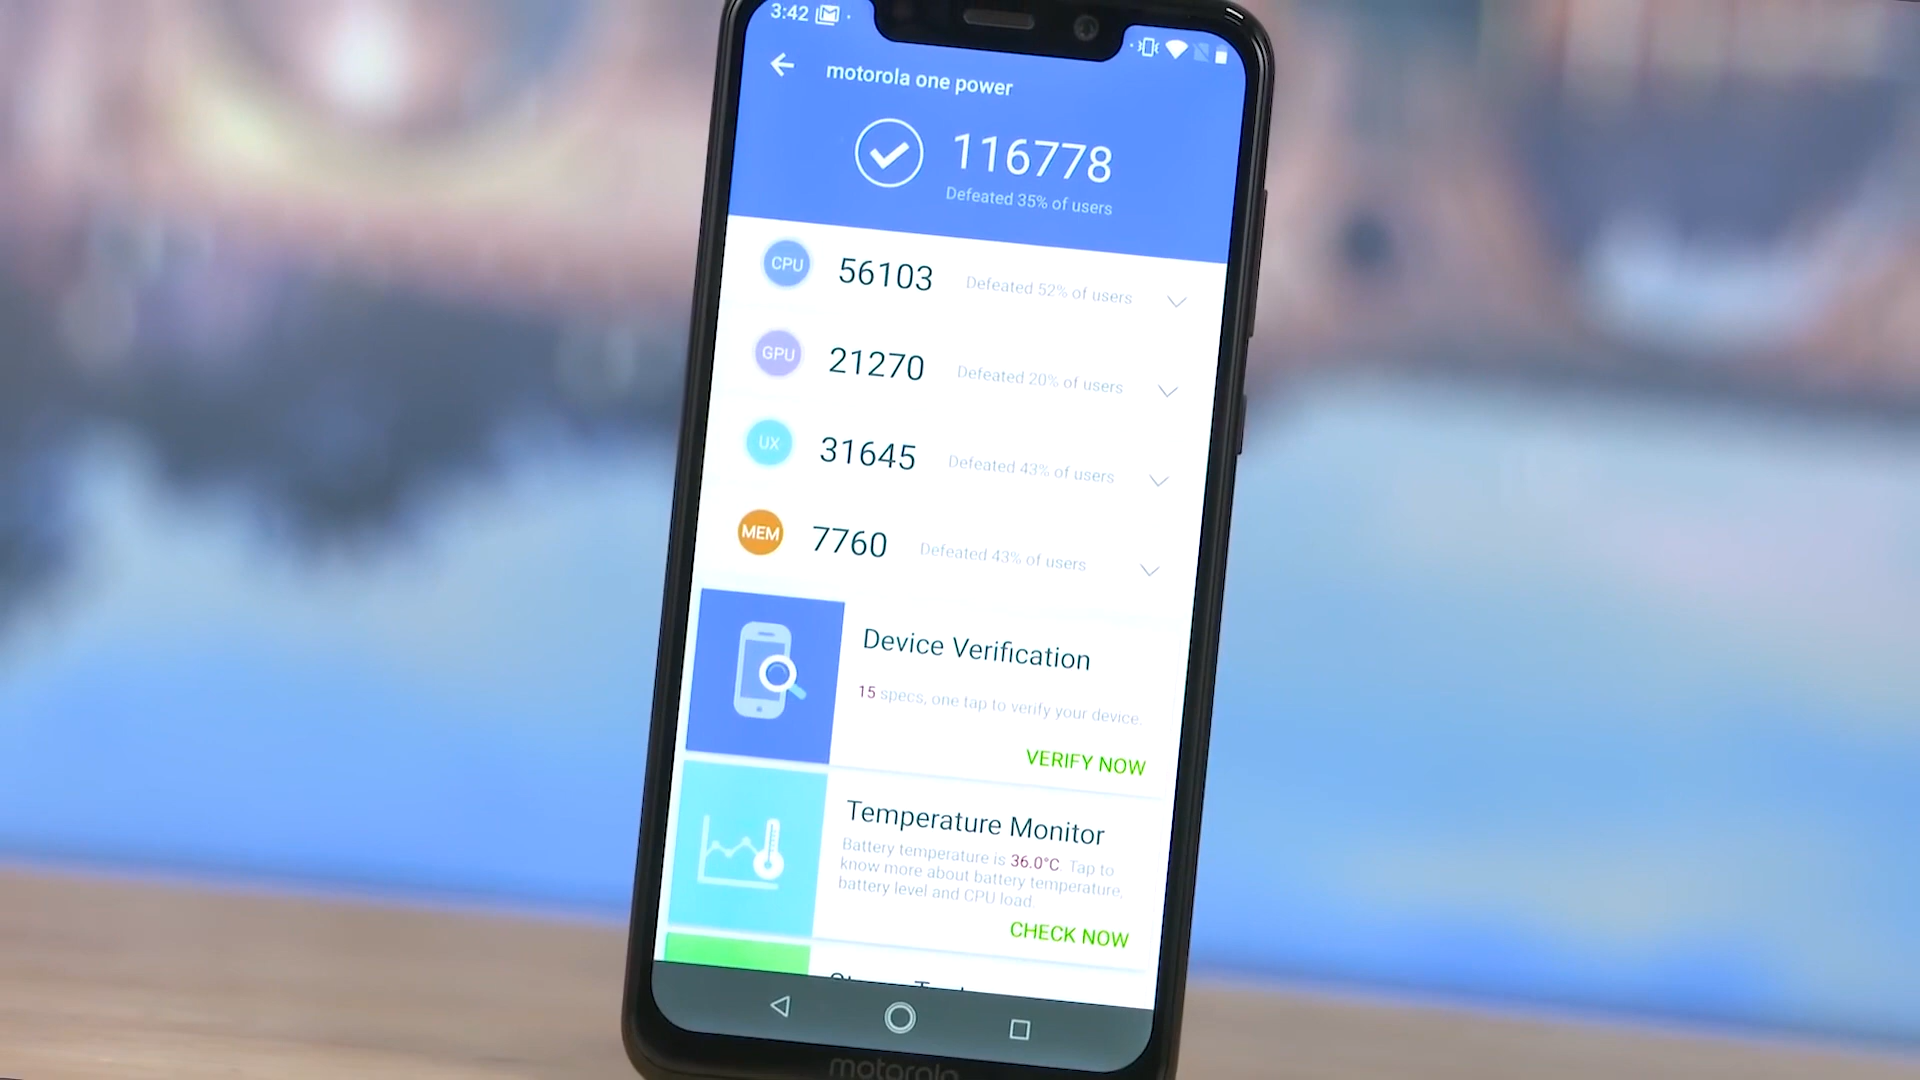 3:42
motorola one power
116778
Defeated 35% of users
CPU 56103 Defeated 52% of users
GPU 21270 Defeated 20% of users
UX 31645 Defeated 43% of users
MEM 7760 Defeated 43% of users
Device Verification
15 specs, one tap to verify your device.
VERIFY NOW
Temperature Monitor
Battery temperature is 36.0°C. Tap to
know more about battery temperature,
battery level and CPU load.
CHECK NOW
motorola